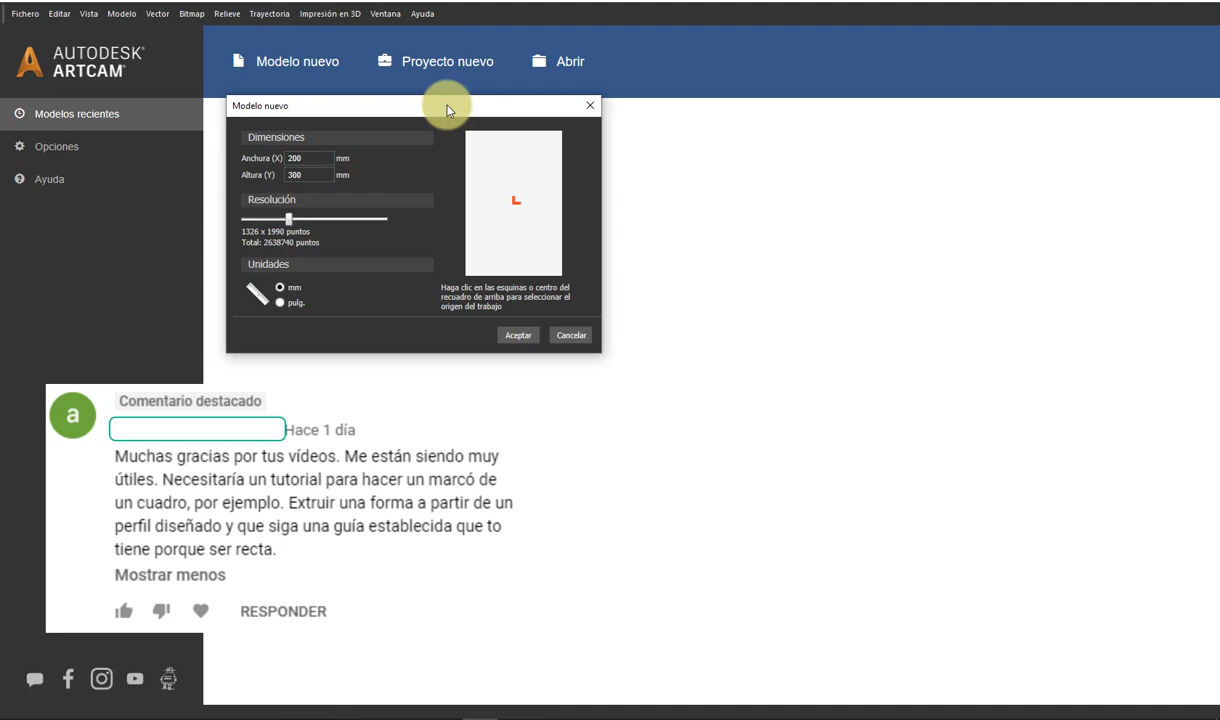 Fichero Editar Vista Modelo Vector Bitmap Relieve Trayectoria Impresión en 3D Ventana Ayuda
AUTODESK®
ARTCAM®
Modelo nuevo Proyecto nuevo Abrir
Modelos recientes
Opciones
Ayuda
Modelo nuevo
Dimensiones
Anchura (X) 200 mm
Altura (Y) 300 mm
Resolución
1326 x 1990 puntos
Total: 2638740 puntos
Unidades
mm
pulg.
Haga clic en las esquinas o centro del
recuadro de arriba para seleccionar el
origen del trabajo
Aceptar Cancelar
a
Comentario destacado
Hace 1 día
Muchas gracias por tus vídeos. Me están siendo muy
útiles. Necesitaría un tutorial para hacer un marcó de
un cuadro, por ejemplo. Extruir una forma a partir de un
perfil diseñado y que siga una guía establecida que to
tiene porque ser recta.
Mostrar menos
RESPONDER